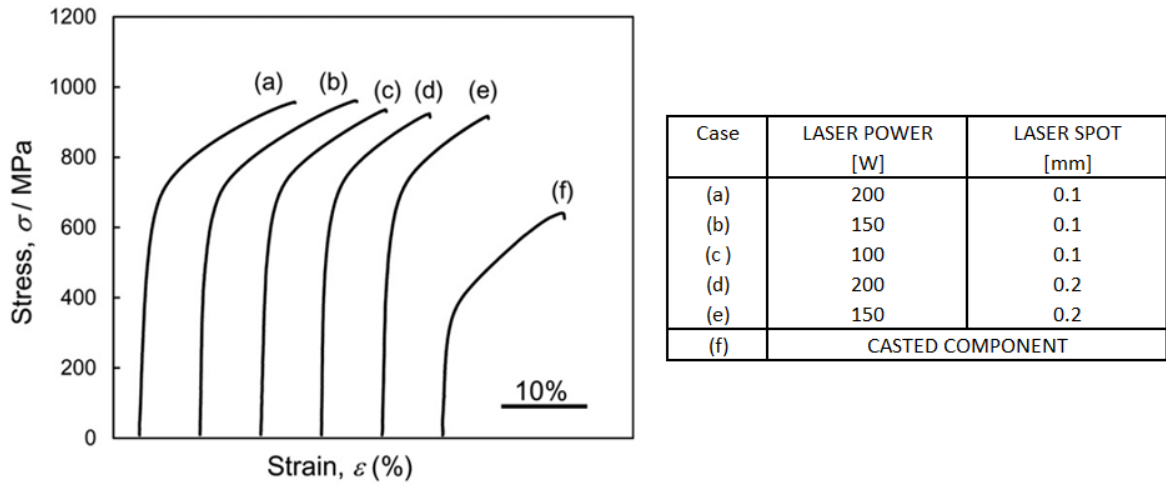 1200
1000
800
600
400
200
0
Stress, σ / MPa
(a)
(b)
(c)
(d)
(e)
(f)
10%
Strain, ε (%)
Case LASER POWER LASER SPOT
[W] [mm]
(a) 200 0.1
(b) 150 0.1
(c ) 100 0.1
(d) 200 0.2
(e) 150 0.2
(f) CASTED COMPONENT